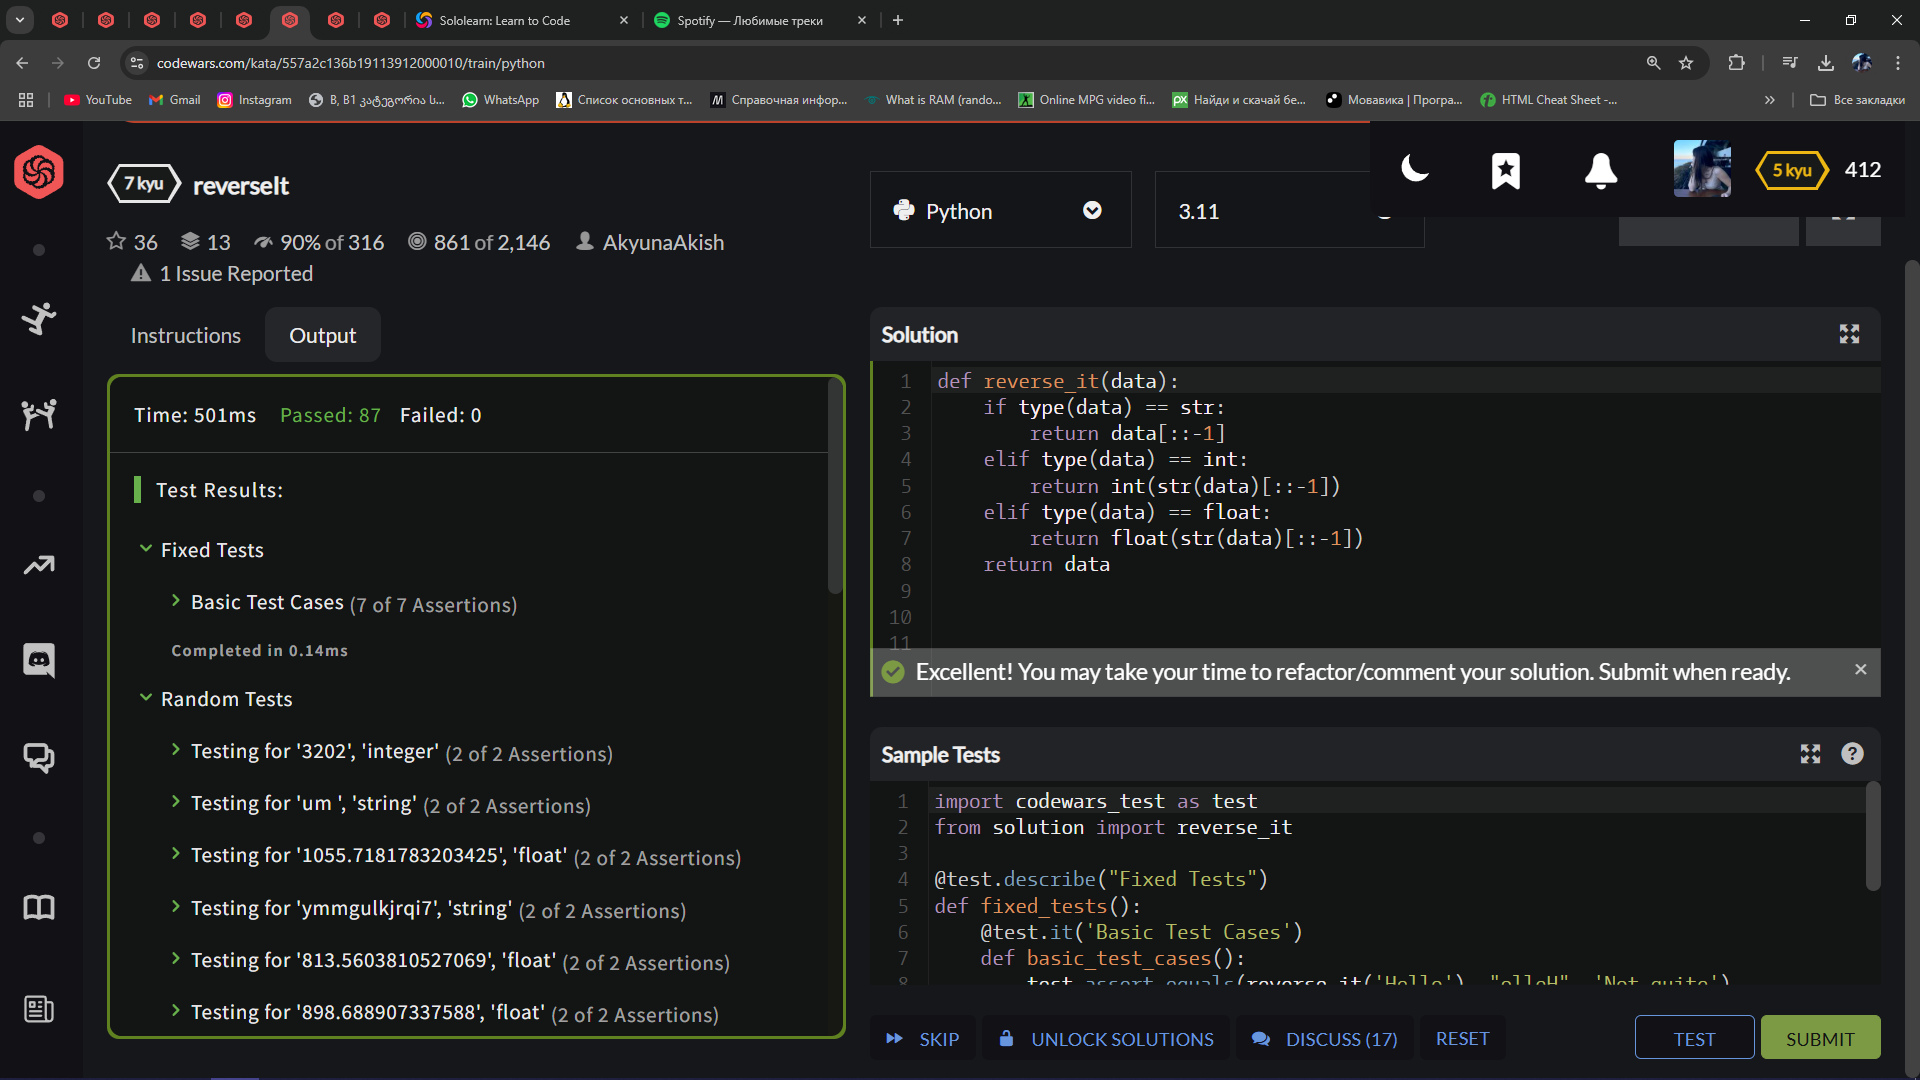 Sololearn: Learn to Code
Spotify — Любимые треки
codewars.com/kata/557a2c136b19113912000010/train/python
YouTube
Gmail
Instagram
B, B1 კატეგორია ს...
WhatsApp
Список основных т...
Справочная инфор...
What is RAM (rando...
Online MPG video fi...
Найди и скачай бе...
Мовавика | Програ...
HTML Cheat Sheet -...
Все закладки
7 kyu
reverseIt
36
13
90% of 316
861 of 2,146
AkyunaAkish
1 Issue Reported
Python
3.11
5 kyu
412
Instructions
Output
Time: 501ms Passed: 87 Failed: 0
Test Results:
Fixed Tests
Basic Test Cases (7 of 7 Assertions)
Completed in 0.14ms
Random Tests
Testing for '3202', 'integer' (2 of 2 Assertions)
Testing for 'um ', 'string' (2 of 2 Assertions)
Testing for '1055.7181783203425', 'float' (2 of 2 Assertions)
Testing for 'ymmgulkjrqi7', 'string' (2 of 2 Assertions)
Testing for '813.5603810527069', 'float' (2 of 2 Assertions)
Testing for '898.688907337588', 'float' (2 of 2 Assertions)
Solution
1 def reverse_it(data):
2 if type(data) == str:
3 return data[::-1]
4 elif type(data) == int:
5 return int(str(data)[::-1])
6 elif type(data) == float:
7 return float(str(data)[::-1])
8 return data
9
10
11
Excellent! You may take your time to refactor/comment your solution. Submit when ready.
Sample Tests
1 import codewars_test as test
2 from solution import reverse_it
3
4 @test.describe("Fixed Tests")
5 def fixed_tests():
6 @test.it('Basic Test Cases')
7 def basic_test_cases():
8 test.assert_equals(reverse_it('Hello'), "olleH", 'Not quite')
SKIP
UNLOCK SOLUTIONS
DISCUSS (17)
RESET
TEST
SUBMIT